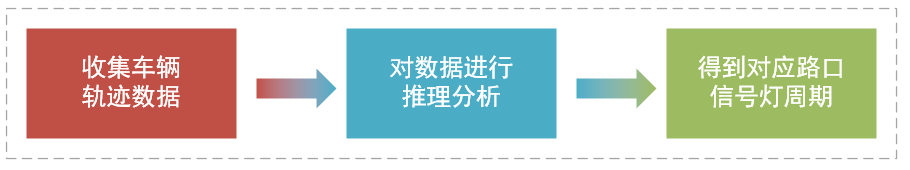 收集车辆
轨迹数据
对数据进行
推理分析
得到对应路口
信号灯周期